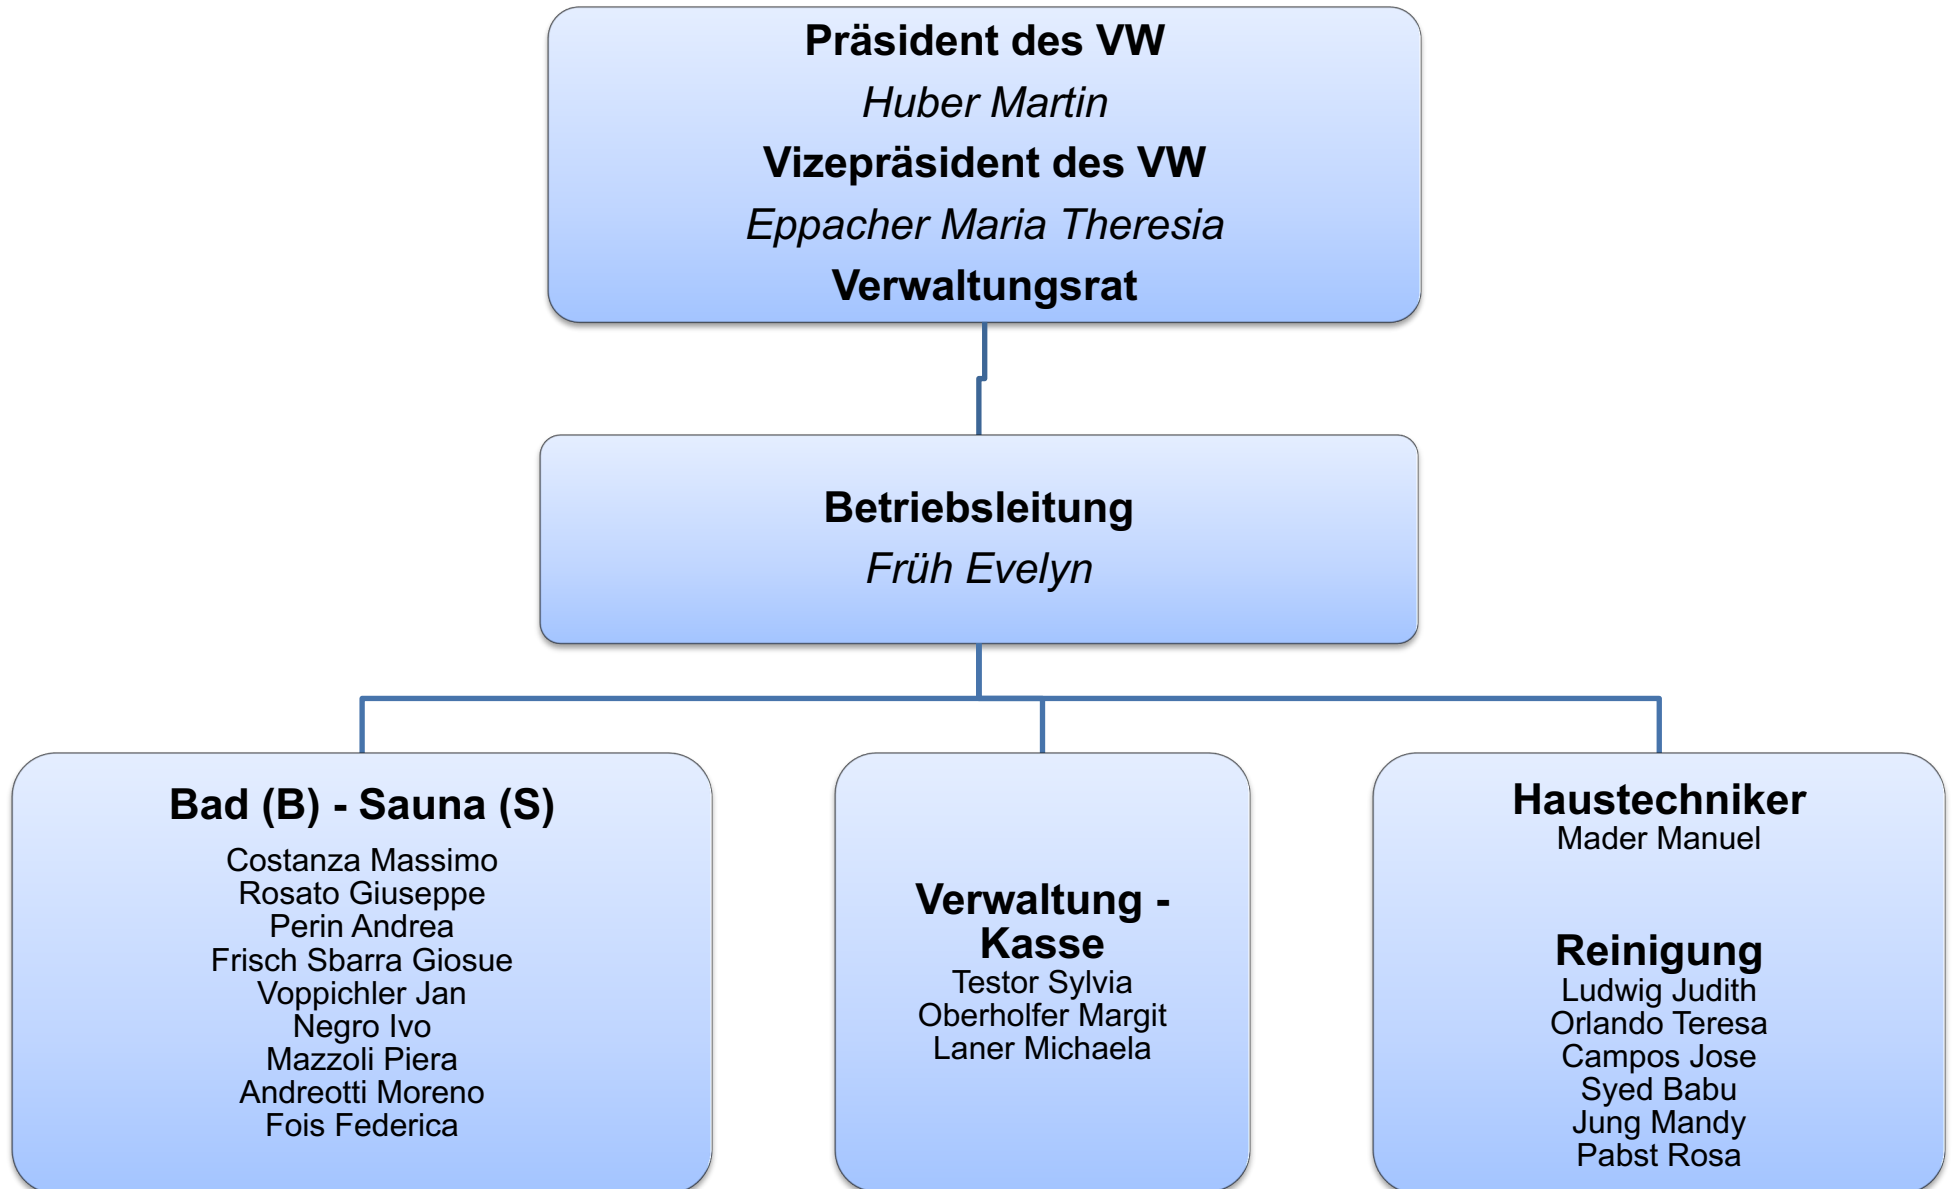 Präsident des VW
Huber Martin
Vizepräsident des VW
Eppacher Maria Theresia
Verwaltungsrat
Betriebsleitung
Früh Evelyn
Bad (B) - Sauna (S)
Costanza Massimo
Rosato Giuseppe
Perin Andrea
Frisch Sbarra Giosue
Voppichler Jan
Negro Ivo
Mazzoli Piera
Andreotti Moreno
Fois Federica
Verwaltung -
Kasse
Testor Sylvia
Oberholfer Margit
Laner Michaela
Haustechniker
Mader Manuel
Reinigung
Ludwig Judith
Orlando Teresa
Campos Jose
Syed Babu
Jung Mandy
Pabst Rosa